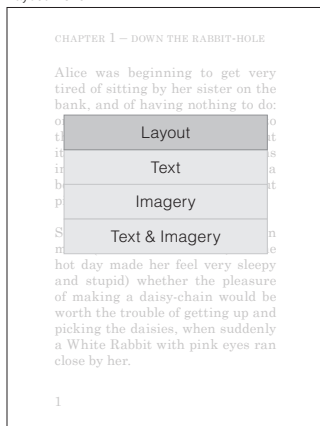 CHAPTER 1 – DOWN THE RABBIT-HOLE
Alice was beginning to get very
tired of sitting by her sister on the
bank, and of having nothing to do:
Layout
Text
Imagery
Text & Imagery
hot day made her feel very sleepy
and stupid) whether the pleasure
of making a daisy-chain would be
worth the trouble of getting up and
picking the daisies, when suddenly
a White Rabbit with pink eyes ran
close by her.
1